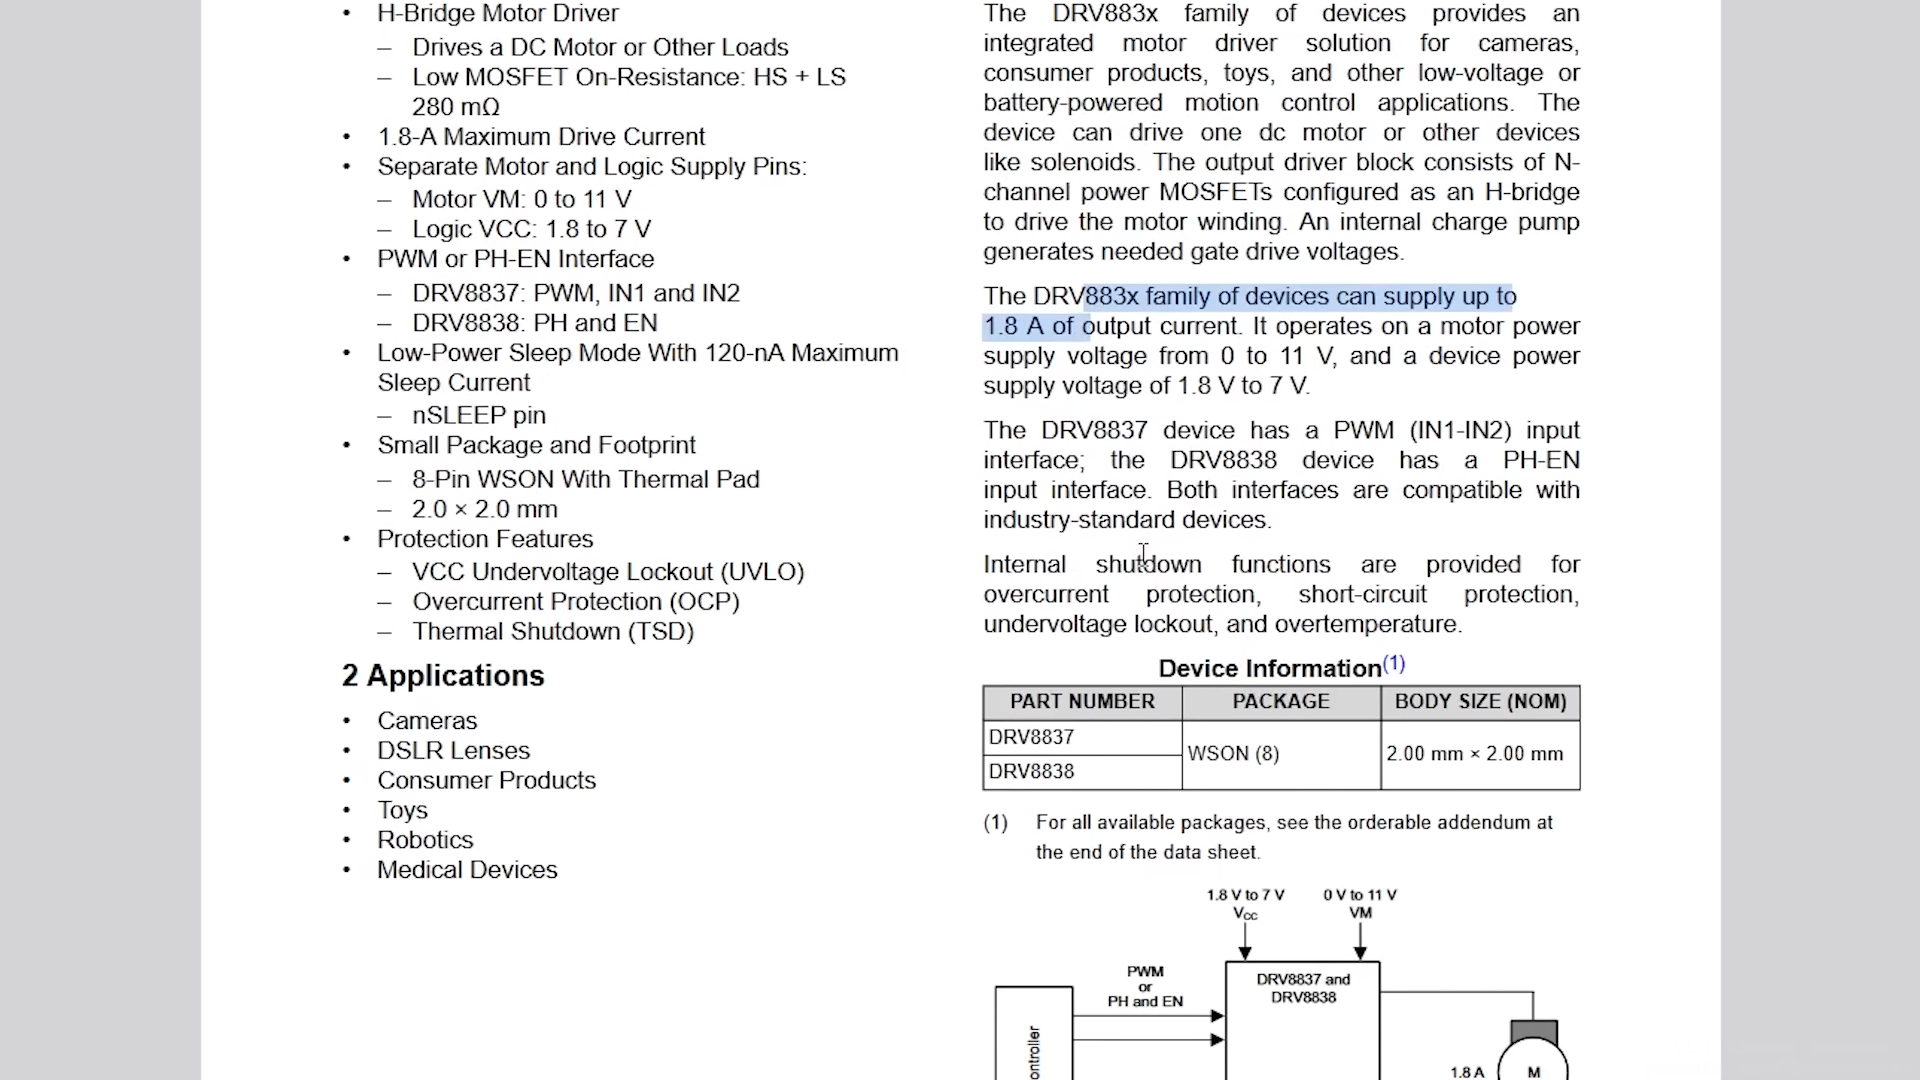 • H-Bridge Motor Driver
– Drives a DC Motor or Other Loads
– Low MOSFET On-Resistance: HS + LS
280 mΩ
• 1.8-A Maximum Drive Current
• Separate Motor and Logic Supply Pins:
– Motor VM: 0 to 11 V
– Logic VCC: 1.8 to 7 V
• PWM or PH-EN Interface
– DRV8837: PWM, IN1 and IN2
– DRV8838: PH and EN
• Low-Power Sleep Mode With 120-nA Maximum
Sleep Current
– nSLEEP pin
• Small Package and Footprint
– 8-Pin WSON With Thermal Pad
– 2.0 × 2.0 mm
• Protection Features
– VCC Undervoltage Lockout (UVLO)
– Overcurrent Protection (OCP)
– Thermal Shutdown (TSD)
2 Applications
• Cameras
• DSLR Lenses
• Consumer Products
• Toys
• Robotics
• Medical Devices
The DRV883x family of devices provides an
integrated motor driver solution for cameras,
consumer products, toys, and other low-voltage or
battery-powered motion control applications. The
device can drive one dc motor or other devices
like solenoids. The output driver block consists of N-
channel power MOSFETs configured as an H-bridge
to drive the motor winding. An internal charge pump
generates needed gate drive voltages.
The DRV883x family of devices can supply up to
1.8 A of output current. It operates on a motor power
supply voltage from 0 to 11 V, and a device power
supply voltage of 1.8 V to 7 V.
The DRV8837 device has a PWM (IN1-IN2) input
interface; the DRV8838 device has a PH-EN
input interface. Both interfaces are compatible with
industry-standard devices.
Internal shutdown functions are provided for
overcurrent protection, short-circuit protection,
undervoltage lockout, and overtemperature.
Device Information(1)
PART NUMBER PACKAGE BODY SIZE (NOM)
DRV8837
WSON (8) 2.00 mm × 2.00 mm
DRV8838
(1) For all available packages, see the orderable addendum at
the end of the data sheet.
1.8 V to 7 V 0 V to 11 V
VCC VM
PWM
or
PH and EN
DRV8837 and
DRV8838
ontroller
1.8 A
M